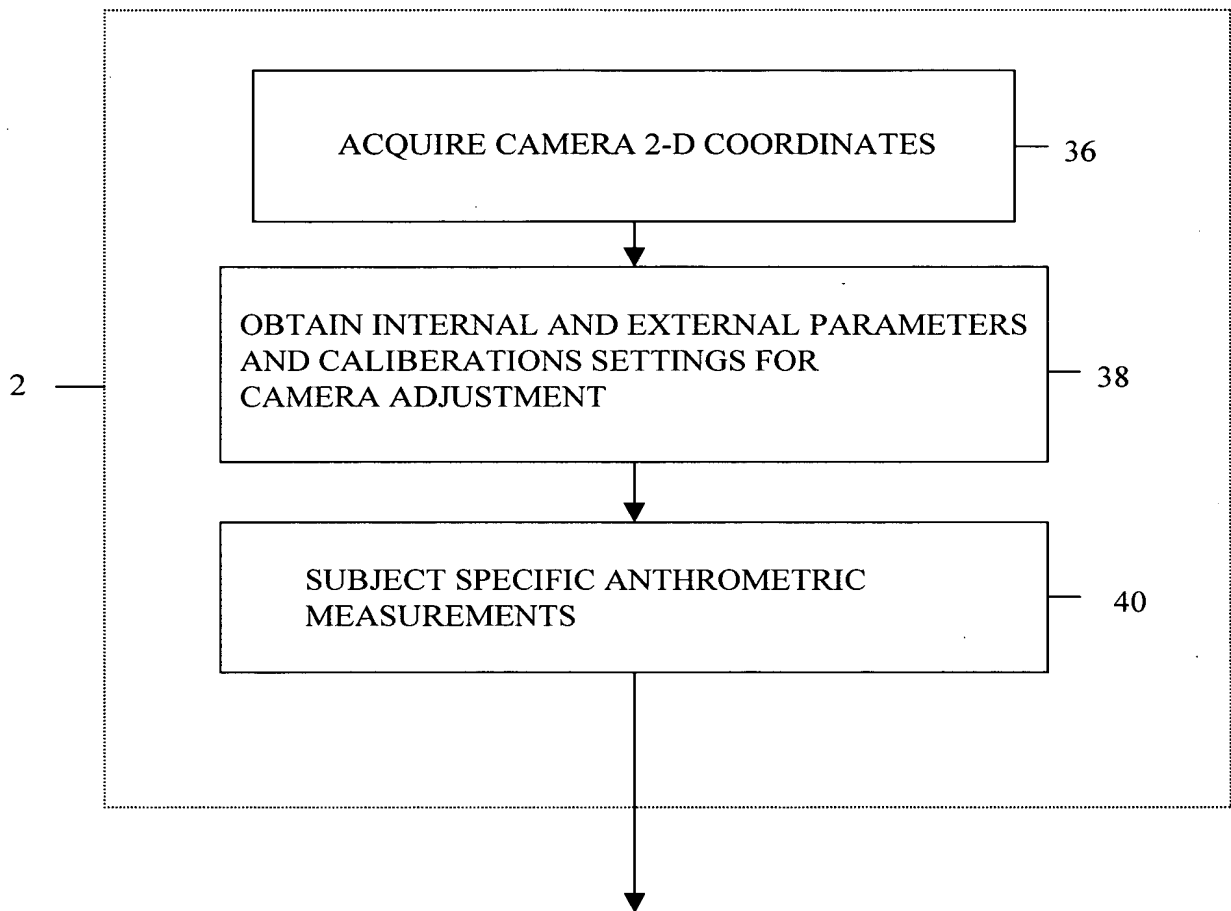 ACQUIRE CAMERA 2-D COORDINATES
36
OBTAIN INTERNAL AND EXTERNAL PARAMETERS
AND CALIBERATIONS SETTINGS FOR
CAMERA ADJUSTMENT
38
2
SUBJECT SPECIFIC ANTHROMETRIC
MEASUREMENTS
40